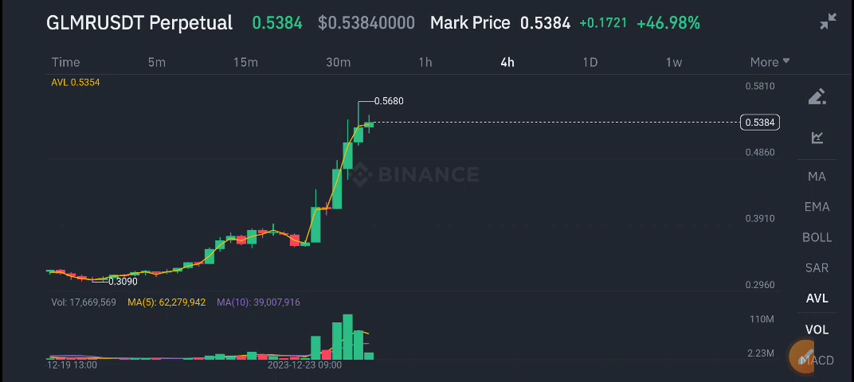 GLMRUSDT Perpetual 0.5384 $0.53840000 Mark Price 0.5384 +0.1721 +46.98%
Time 5m 15m 30m 1h 4h 1D 1w More
AVL 0.5354
0.5810
0.5680
0.5384
0.4860
BINANCE
MA
EMA
0.3910
BOLL
SAR
0.3090
0.2960
AVL
Vol: 17,669,569 MA(5): 62,279,942 MA(10): 39,007,916
110M
VOL
2.23M
MACD
12-19 13:00 2023-12-23 09:00